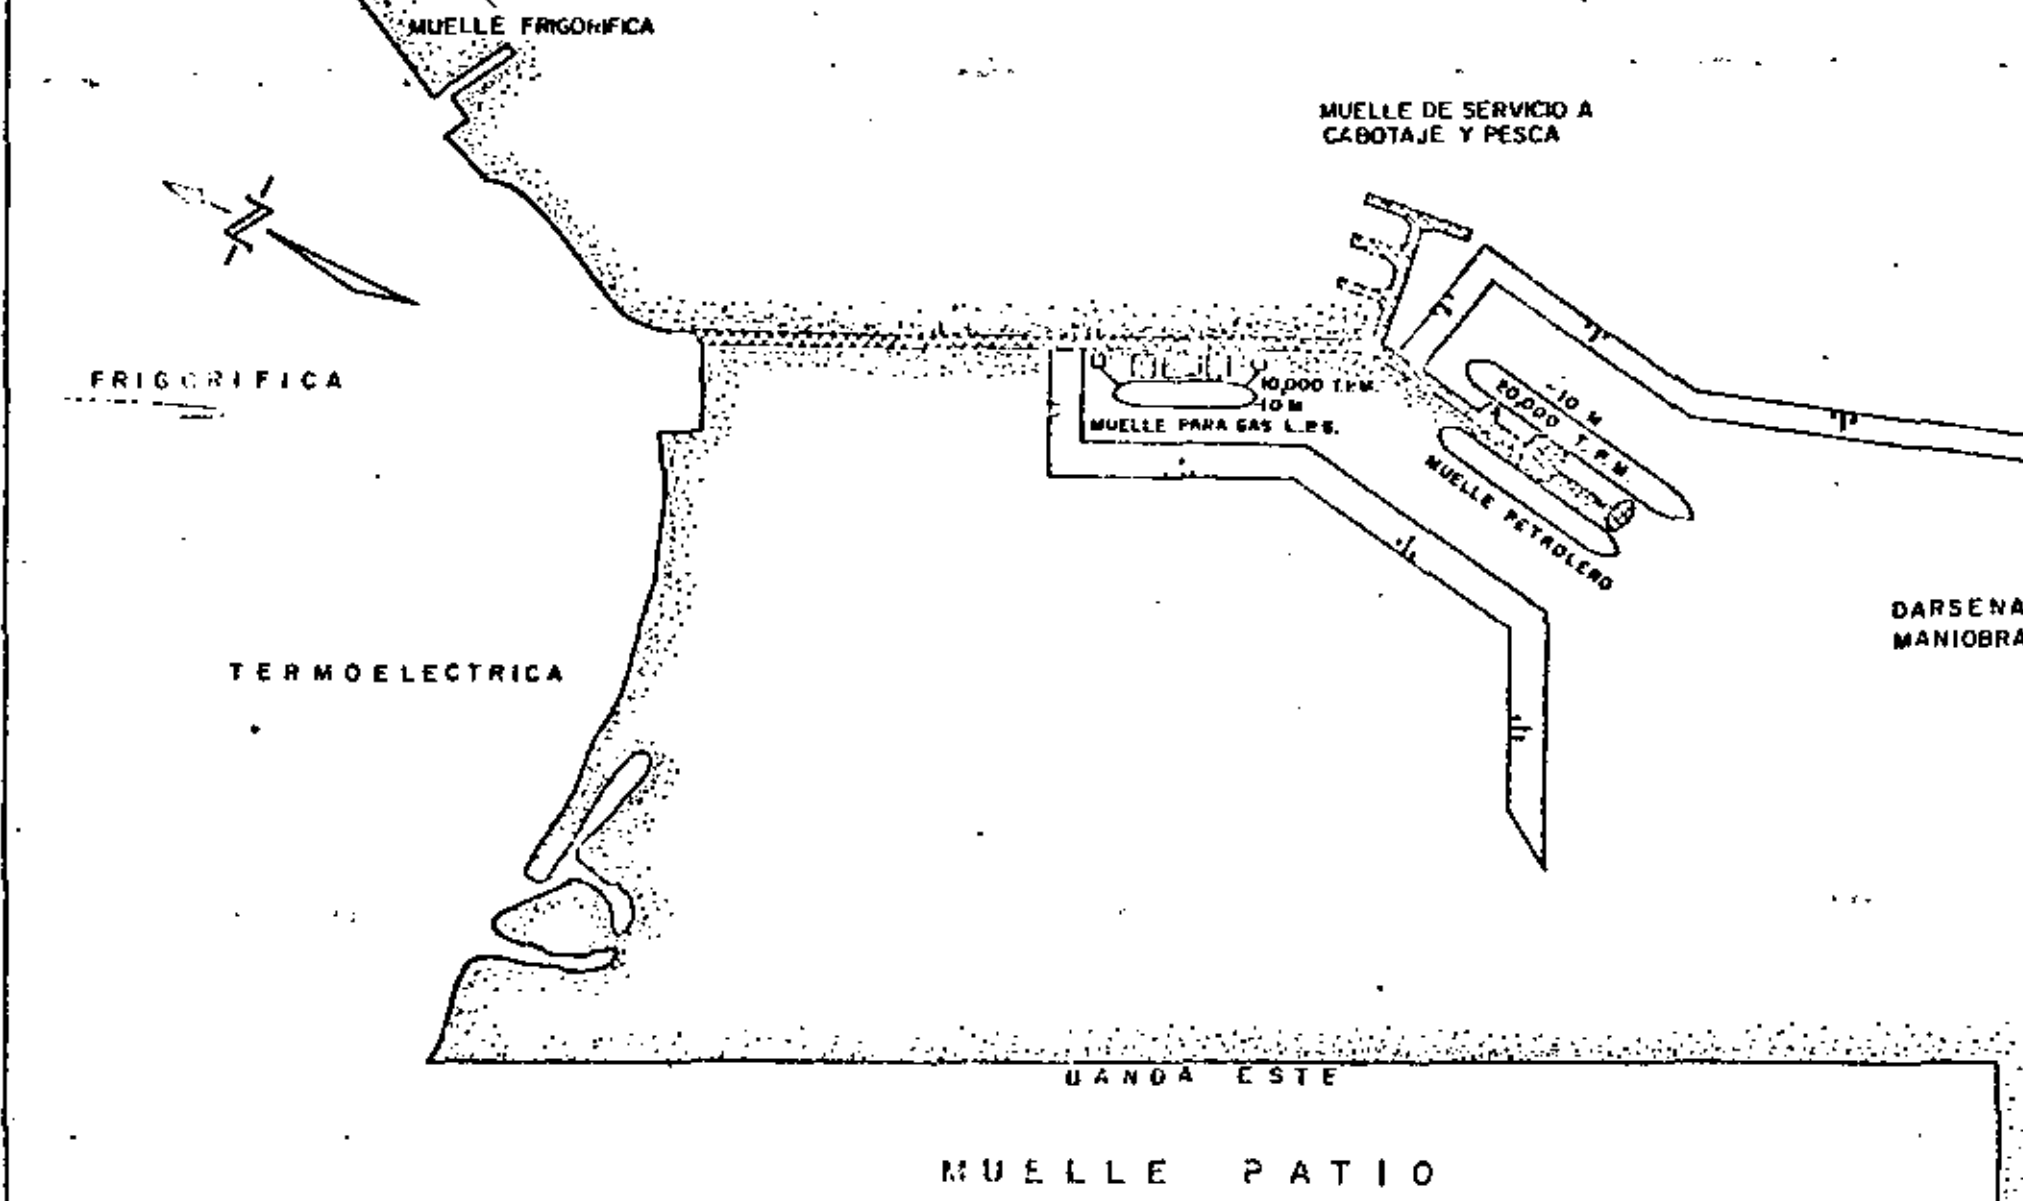 MUELLE FRIGORIFICA
MUELLE DE SERVICIO A
CABOTAJE Y PESCA
N
FRIGORIFICA
10,000 T.P.M.
-10 M
MUELLE PARA GAS L.P.G.
-10 M
20,000 T. P. M.
MUELLE PETROLERO
DARSENA
MANIOBRA
TERMOELECTRICA
BANDA ESTE
MUELLE PATIO